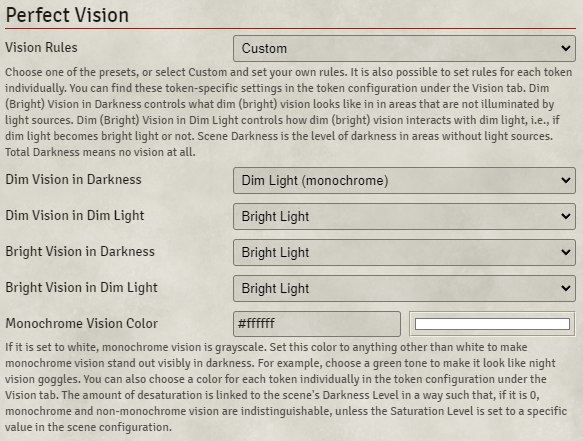 Perfect Vision
Vision Rules
Custom
Choose one of the presets, or select Custom and set your own rules. It is also possible to set rules for each token
individually. You can find these token-specific settings in the token configuration under the Vision tab. Dim
(Bright) Vision in Darkness controls what dim (bright) vision looks like in in areas that are not illuminated by
light sources. Dim (Bright) Vision in Dim Light controls how dim (bright) vision interacts with dim light, i.e., if
dim light becomes bright light or not. Scene Darkness is the level of darkness in areas without light sources.
Total Darkness means no vision at all.
Dim Vision in Darkness
Dim Light (monochrome)
Dim Vision in Dim Light
Bright Light
Bright Vision in Darkness
Bright Light
Bright Vision in Dim Light
Bright Light
Monochrome Vision Color
#ffffff
If it is set to white, monochrome vision is grayscale. Set this color to anything other than white to make
monochrome vision stand out visibly in darkness. For example, choose a green tone to make it look like night
vision goggles. You can also choose a color for each token individually in the token configuration under the
Vision tab. The amount of desaturation is linked to the scene's Darkness Level in a way such that, if it is 0,
monochrome and non-monochrome vision are indistinguishable, unless the Saturation Level is set to a specific
value in the scene configuration.